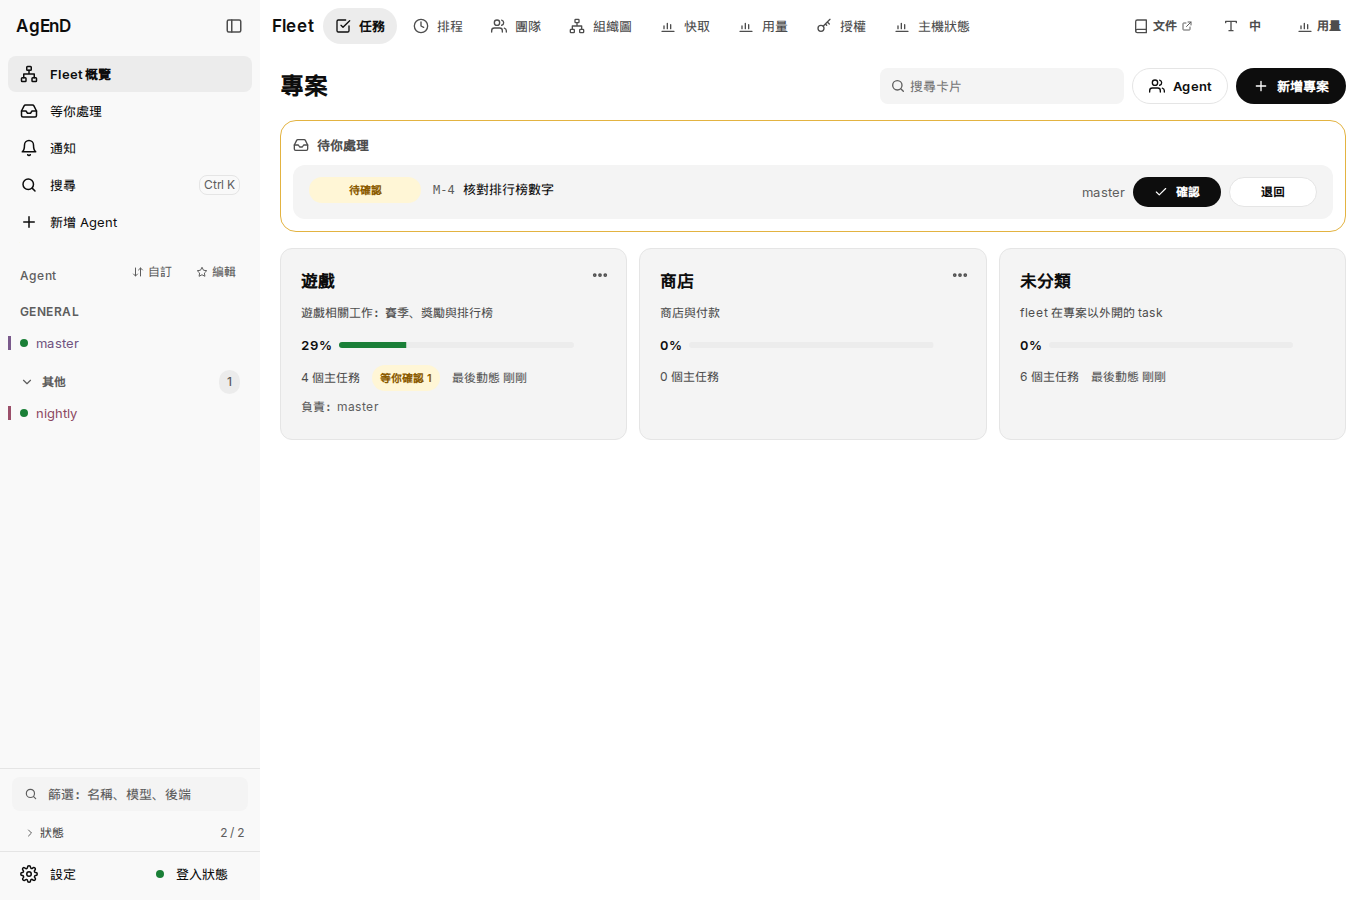 AgEnD
Fleet 概覽
等你處理
通知
搜尋 Ctrl K
新增 Agent
Agent 自訂 編輯
GENERAL
master
其他 1
nightly
篩選：名稱、模型、後端
狀態 2 / 2
設定 登入狀態
Fleet 任務 排程 團隊 組織圖 快取 用量 授權 主機狀態 文件 中 用量
專案 搜尋卡片 Agent 新增專案
待你處理
待確認 M-4 核對排行榜數字 master 確認 退回
遊戲
遊戲相關工作：賽季、獎勵與排行榜
29%
4 個主任務 等你確認 1 最後動態 剛剛
負責：master
商店
商店與付款
0%
0 個主任務
未分類
fleet 在專案以外開的 task
0%
6 個主任務 最後動態 剛剛